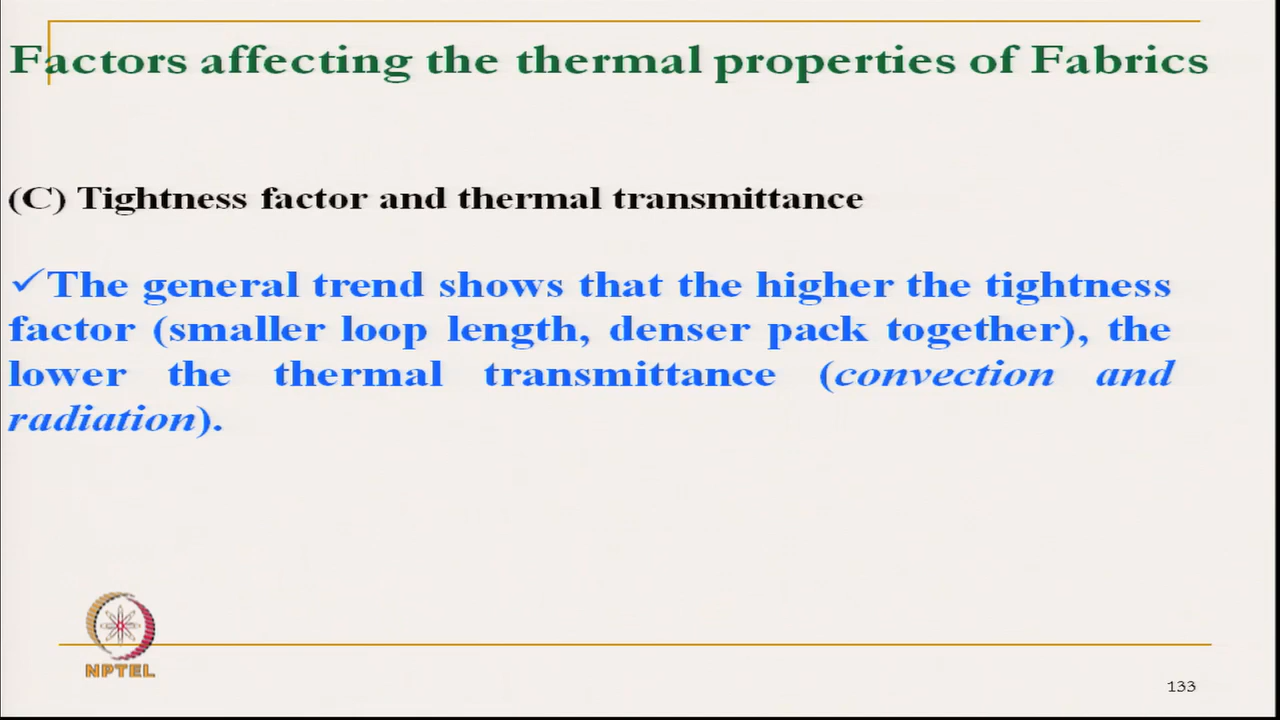 Factors affecting the thermal properties of Fabrics
(C) Tightness factor and thermal transmittance
✓The general trend shows that the higher the tightness
factor (smaller loop length, denser pack together), the
lower the thermal transmittance (convection and
radiation).
NPTEL
133